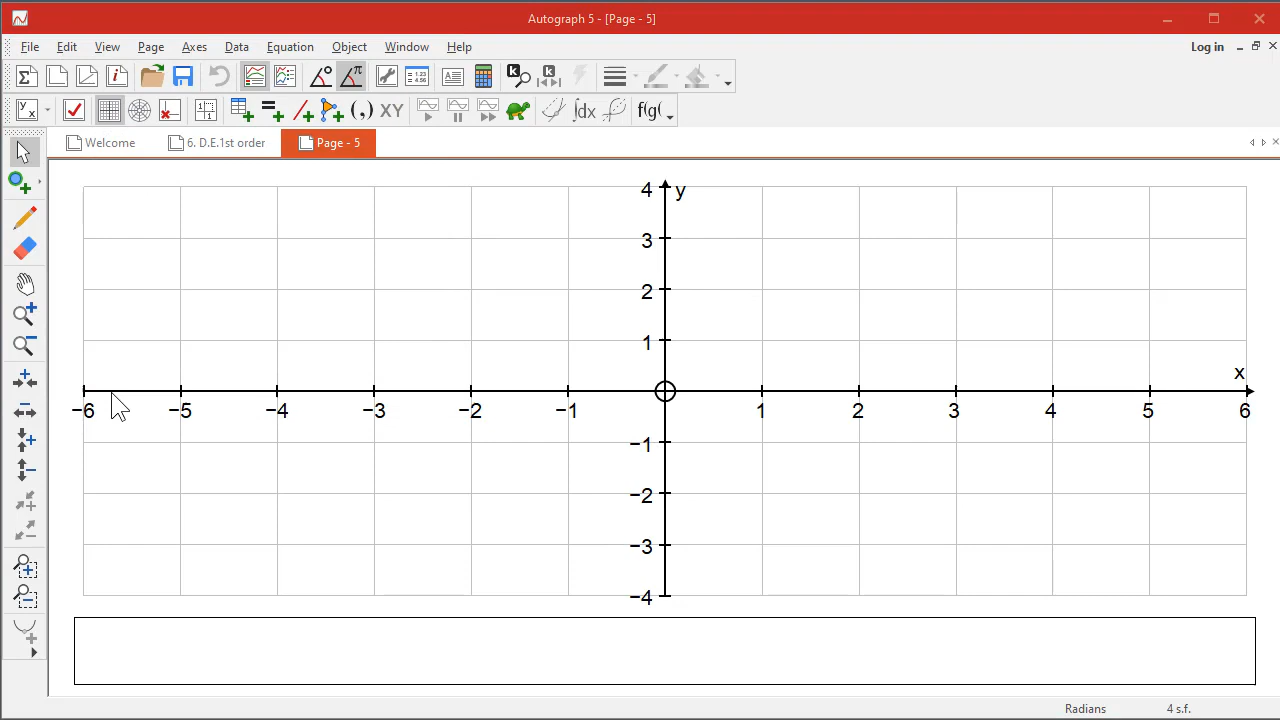 Autograph 5 - [Page - 5]
File Edit View Page Axes Data Equation Object Window Help Log in
XY ∫dx f(g(
Welcome 6. D.E.1st order Page - 5
4 y
3
2
1
x
−6 −5 −4 −3 −2 −1 1 2 3 4 5 6
−1
−2
−3
−4
Radians 4 s.f.